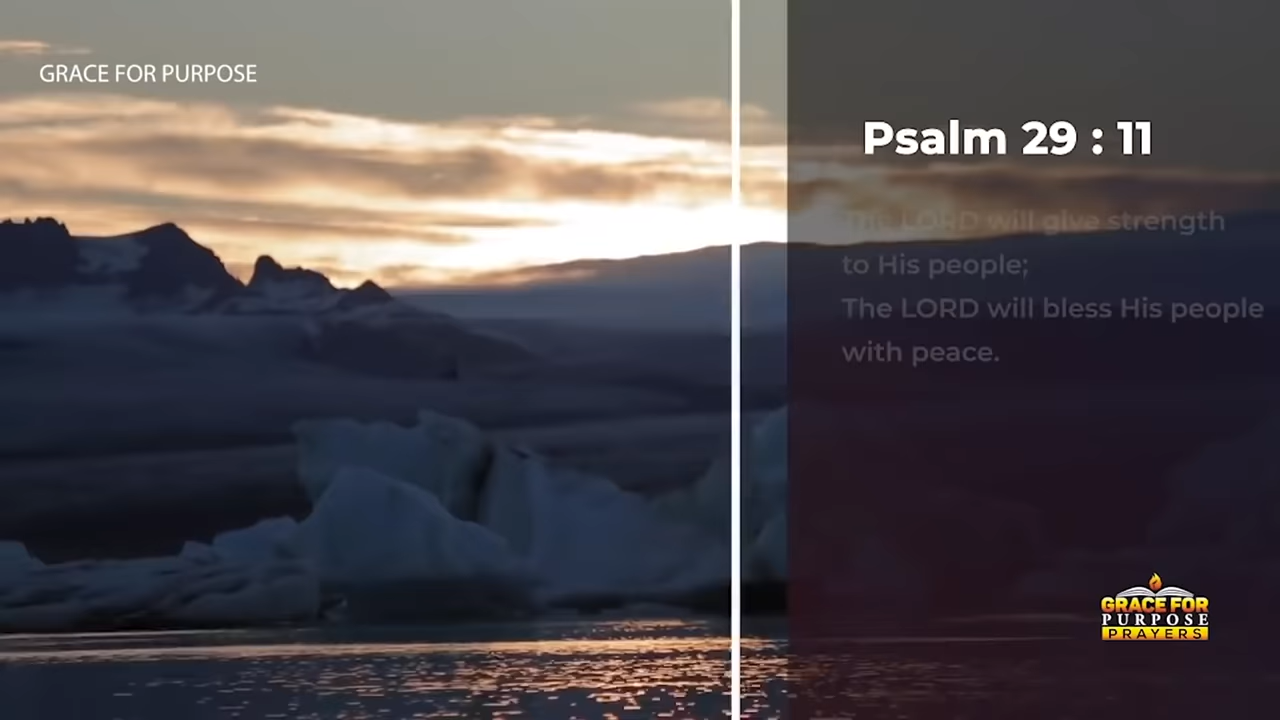 GRACE FOR PURPOSE
Psalm 29 : 11
The LORD will give strength
to His people;
The LORD will bless His people
with peace.
GRACE FOR
PURPOSE
PRAYERS